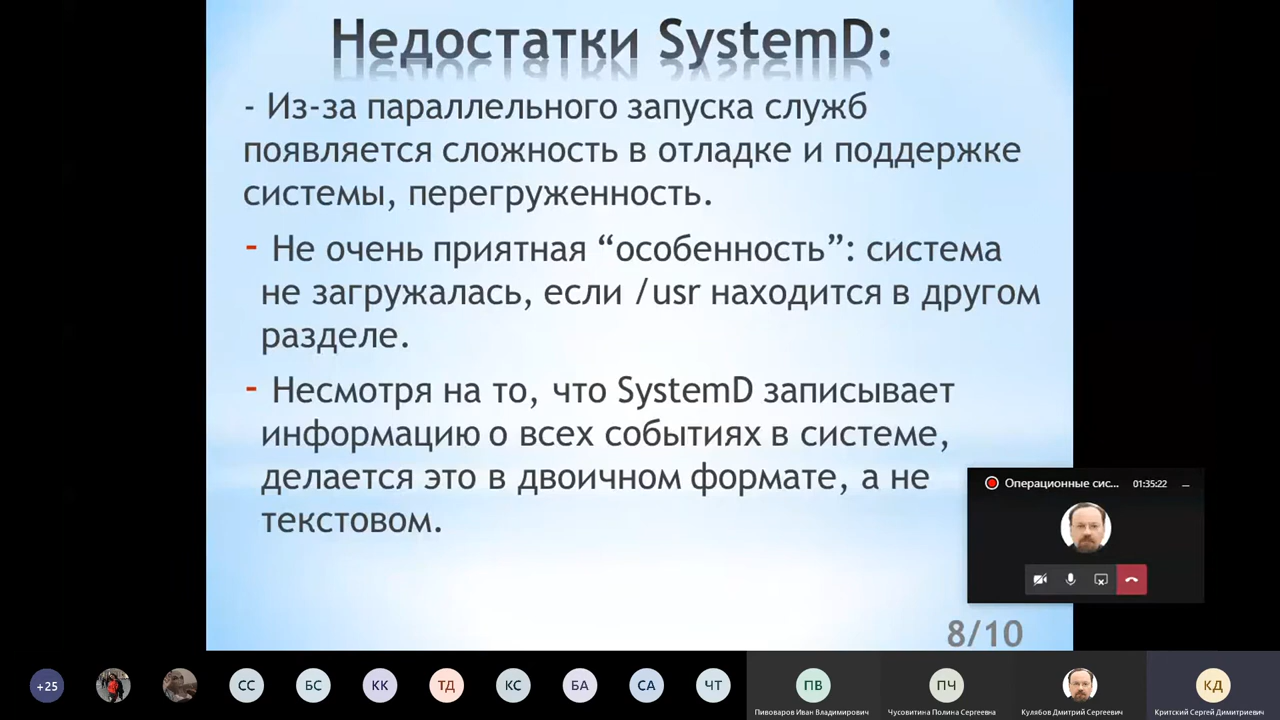 Недостатки SystemD:
- Из-за параллельного запуска служб
появляется сложность в отладке и поддержке
системы, перегруженность.
- Не очень приятная “особенность”: система
не загружалась, если /usr находится в другом
разделе.
- Несмотря на то, что SystemD записывает
информацию о всех событиях в системе,
делается это в двоичном формате, а не
текстовом.
Операционные сис... 01:35:22
8/10
+25 СС БС КК ТД КС БА СА ЧТ ПВ ПЧ КД
Пивоваров Иван Владимирович Чусовитина Полина Сергеевна Кулябов Дмитрий Сергеевич Критский Сергей Димитриевич